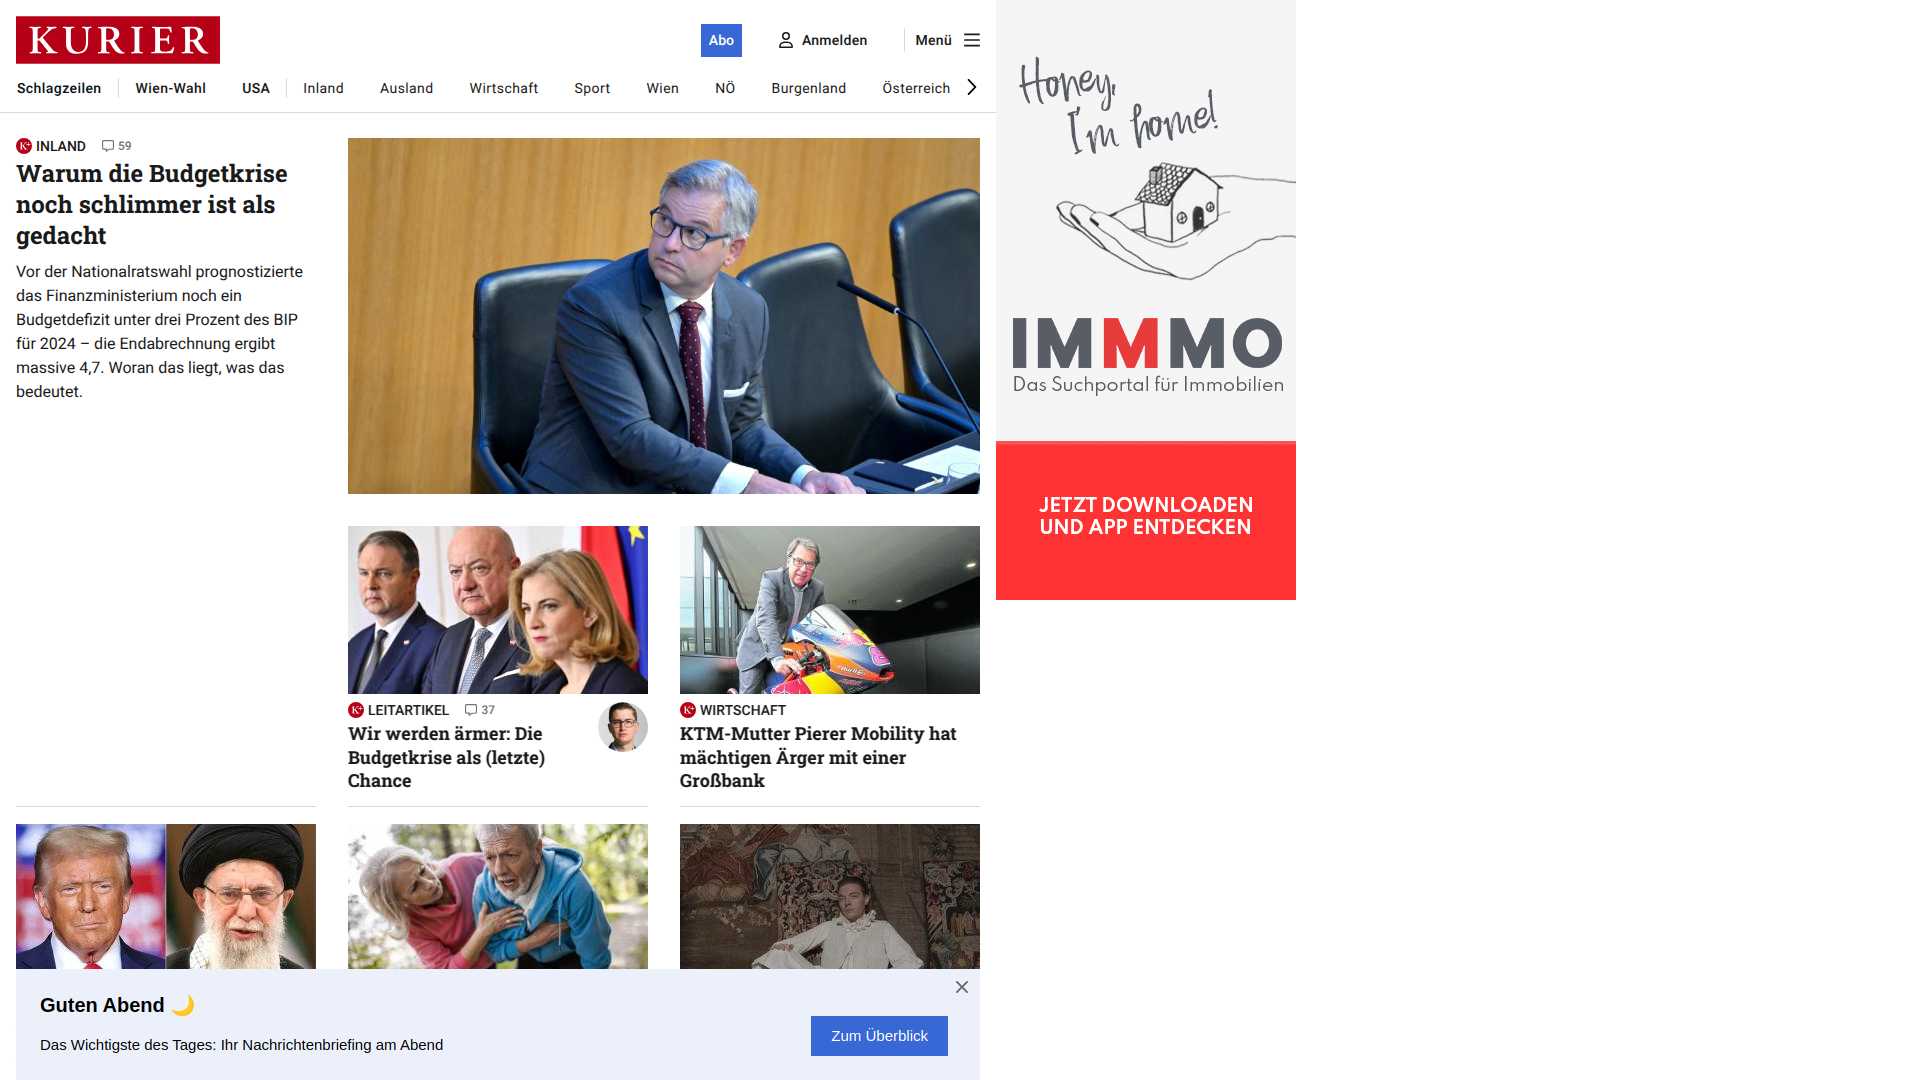 KURIER
Abo
Anmelden
Menü
Schlagzeilen
Wien-Wahl
USA
Inland
Ausland
Wirtschaft
Sport
Wien
NÖ
Burgenland
Österreich
K+ INLAND 59
Warum die Budgetkrise
noch schlimmer ist als
gedacht
Vor der Nationalratswahl prognostizierte
das Finanzministerium noch ein
Budgetdefizit unter drei Prozent des BIP
für 2024 – die Endabrechnung ergibt
massive 4,7. Woran das liegt, was das
bedeutet.
K+ LEITARTIKEL 37
Wir werden ärmer: Die
Budgetkrise als (letzte)
Chance
K+ WIRTSCHAFT
KTM-Mutter Pierer Mobility hat
mächtigen Ärger mit einer
Großbank
Guten Abend 🌙
Das Wichtigste des Tages: Ihr Nachrichtenbriefing am Abend
Zum Überblick
Honey,
I'm home!
IMMMO
Das Suchportal für Immobilien
JETZT DOWNLOADEN
UND APP ENTDECKEN